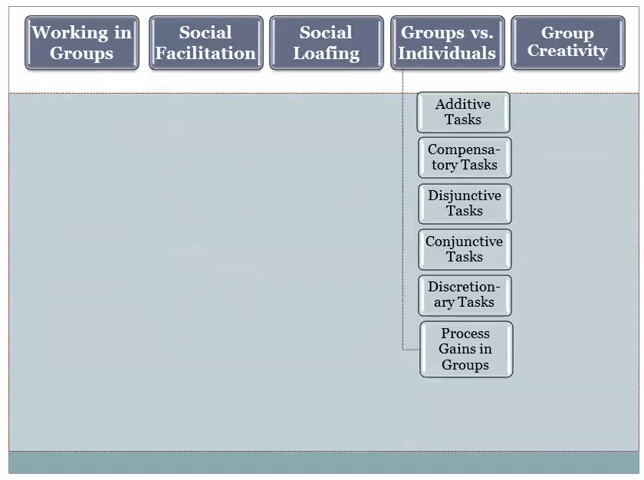 Working in
Groups
Social
Facilitation
Social
Loafing
Groups vs.
Individuals
Group
Creativity
Additive
Tasks
Compensa-
tory Tasks
Disjunctive
Tasks
Conjunctive
Tasks
Discretion-
ary Tasks
Process
Gains in
Groups